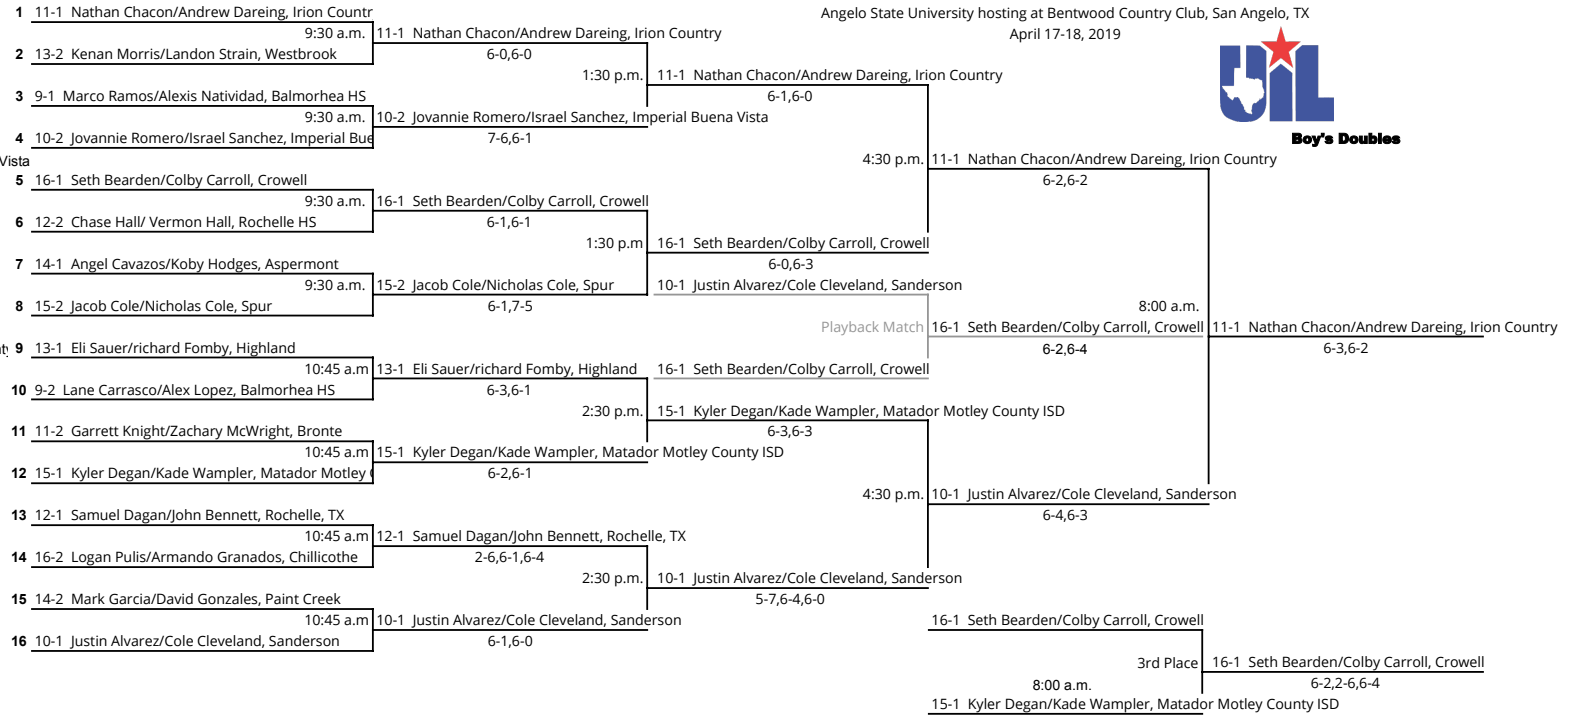 1 11-1 Nathan Chacon/Andrew Dareing, Irion Countr
Angelo State University hosting at Bentwood Country Club, San Angelo, TX
9:30 a.m. 11-1 Nathan Chacon/Andrew Dareing, Irion Country
April 17-18, 2019
2 13-2 Kenan Morris/Landon Strain, Westbrook
6-0,6-0
1:30 p.m. 11-1 Nathan Chacon/Andrew Dareing, Irion Country
UIL
3 9-1 Marco Ramos/Alexis Natividad, Balmorhea HS
6-1,6-0
9:30 a.m. 10-2 Jovannie Romero/Israel Sanchez, Imperial Buena Vista
4 10-2 Jovannie Romero/Israel Sanchez, Imperial Bue
7-6,6-1
Boy's Doubles
Vista
4:30 p.m. 11-1 Nathan Chacon/Andrew Dareing, Irion Country
5 16-1 Seth Bearden/Colby Carroll, Crowell
6-2,6-2
9:30 a.m. 16-1 Seth Bearden/Colby Carroll, Crowell
6 12-2 Chase Hall/ Vermon Hall, Rochelle HS
6-1,6-1
1:30 p.m 16-1 Seth Bearden/Colby Carroll, Crowell
7 14-1 Angel Cavazos/Koby Hodges, Aspermont
6-0,6-3
9:30 a.m. 15-2 Jacob Cole/Nicholas Cole, Spur
10-1 Justin Alvarez/Cole Cleveland, Sanderson
8 15-2 Jacob Cole/Nicholas Cole, Spur
6-1,7-5
8:00 a.m.
Playback Match 16-1 Seth Bearden/Colby Carroll, Crowell
11-1 Nathan Chacon/Andrew Dareing, Irion Country
9 13-1 Eli Sauer/richard Fomby, Highland
6-2,6-4
6-3,6-2
10:45 a.m 13-1 Eli Sauer/richard Fomby, Highland
16-1 Seth Bearden/Colby Carroll, Crowell
10 9-2 Lane Carrasco/Alex Lopez, Balmorhea HS
6-3,6-1
2:30 p.m. 15-1 Kyler Degan/Kade Wampler, Matador Motley County ISD
11 11-2 Garrett Knight/Zachary McWright, Bronte
6-3,6-3
10:45 a.m 15-1 Kyler Degan/Kade Wampler, Matador Motley County ISD
12 15-1 Kyler Degan/Kade Wampler, Matador Motley
6-2,6-1
4:30 p.m. 10-1 Justin Alvarez/Cole Cleveland, Sanderson
13 12-1 Samuel Dagan/John Bennett, Rochelle, TX
6-4,6-3
10:45 a.m 12-1 Samuel Dagan/John Bennett, Rochelle, TX
14 16-2 Logan Pulis/Armando Granados, Chillicothe
2-6,6-1,6-4
2:30 p.m. 10-1 Justin Alvarez/Cole Cleveland, Sanderson
15 14-2 Mark Garcia/David Gonzales, Paint Creek
5-7,6-4,6-0
10:45 a.m 10-1 Justin Alvarez/Cole Cleveland, Sanderson
16-1 Seth Bearden/Colby Carroll, Crowell
16 10-1 Justin Alvarez/Cole Cleveland, Sanderson
6-1,6-0
3rd Place 16-1 Seth Bearden/Colby Carroll, Crowell
8:00 a.m.
6-2,2-6,6-4
15-1 Kyler Degan/Kade Wampler, Matador Motley County ISD